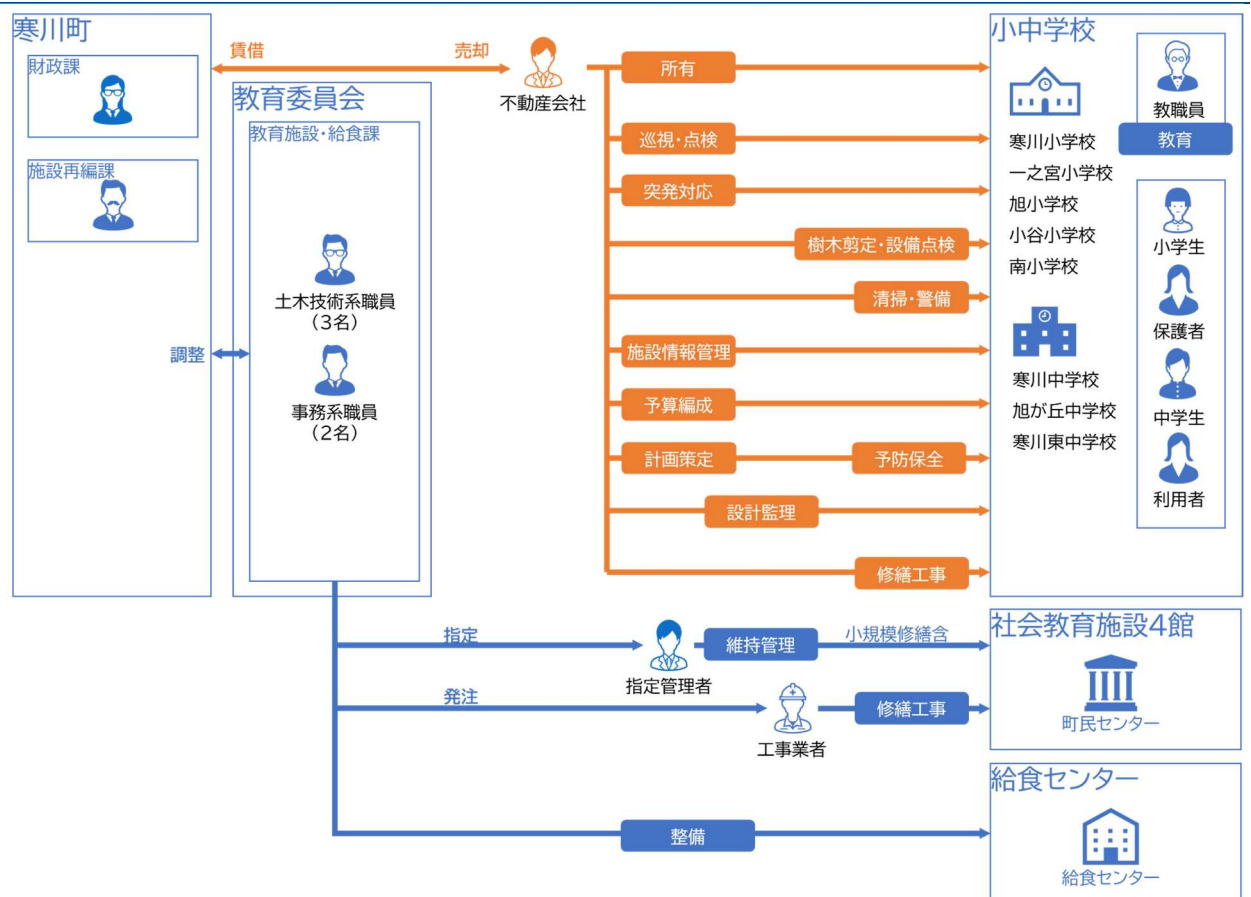 寒川町
財政課
施設再編課
調整
教育委員会
教育施設・給食課
土木技術系職員
（3名）
事務系職員
（2名）
賃借
売却
不動産会社
所有
巡視・点検
突発対応
樹木剪定・設備点検
清掃・警備
施設情報管理
予算編成
計画策定
予防保全
設計監理
修繕工事
小中学校
寒川小学校
一之宮小学校
旭小学校
小谷小学校
南小学校
寒川中学校
旭が丘中学校
寒川東中学校
教職員
教育
小学生
保護者
中学生
利用者
指定
指定管理者
維持管理
小規模修繕含
発注
工事業者
修繕工事
社会教育施設4館
町民センター
整備
給食センター
給食センター